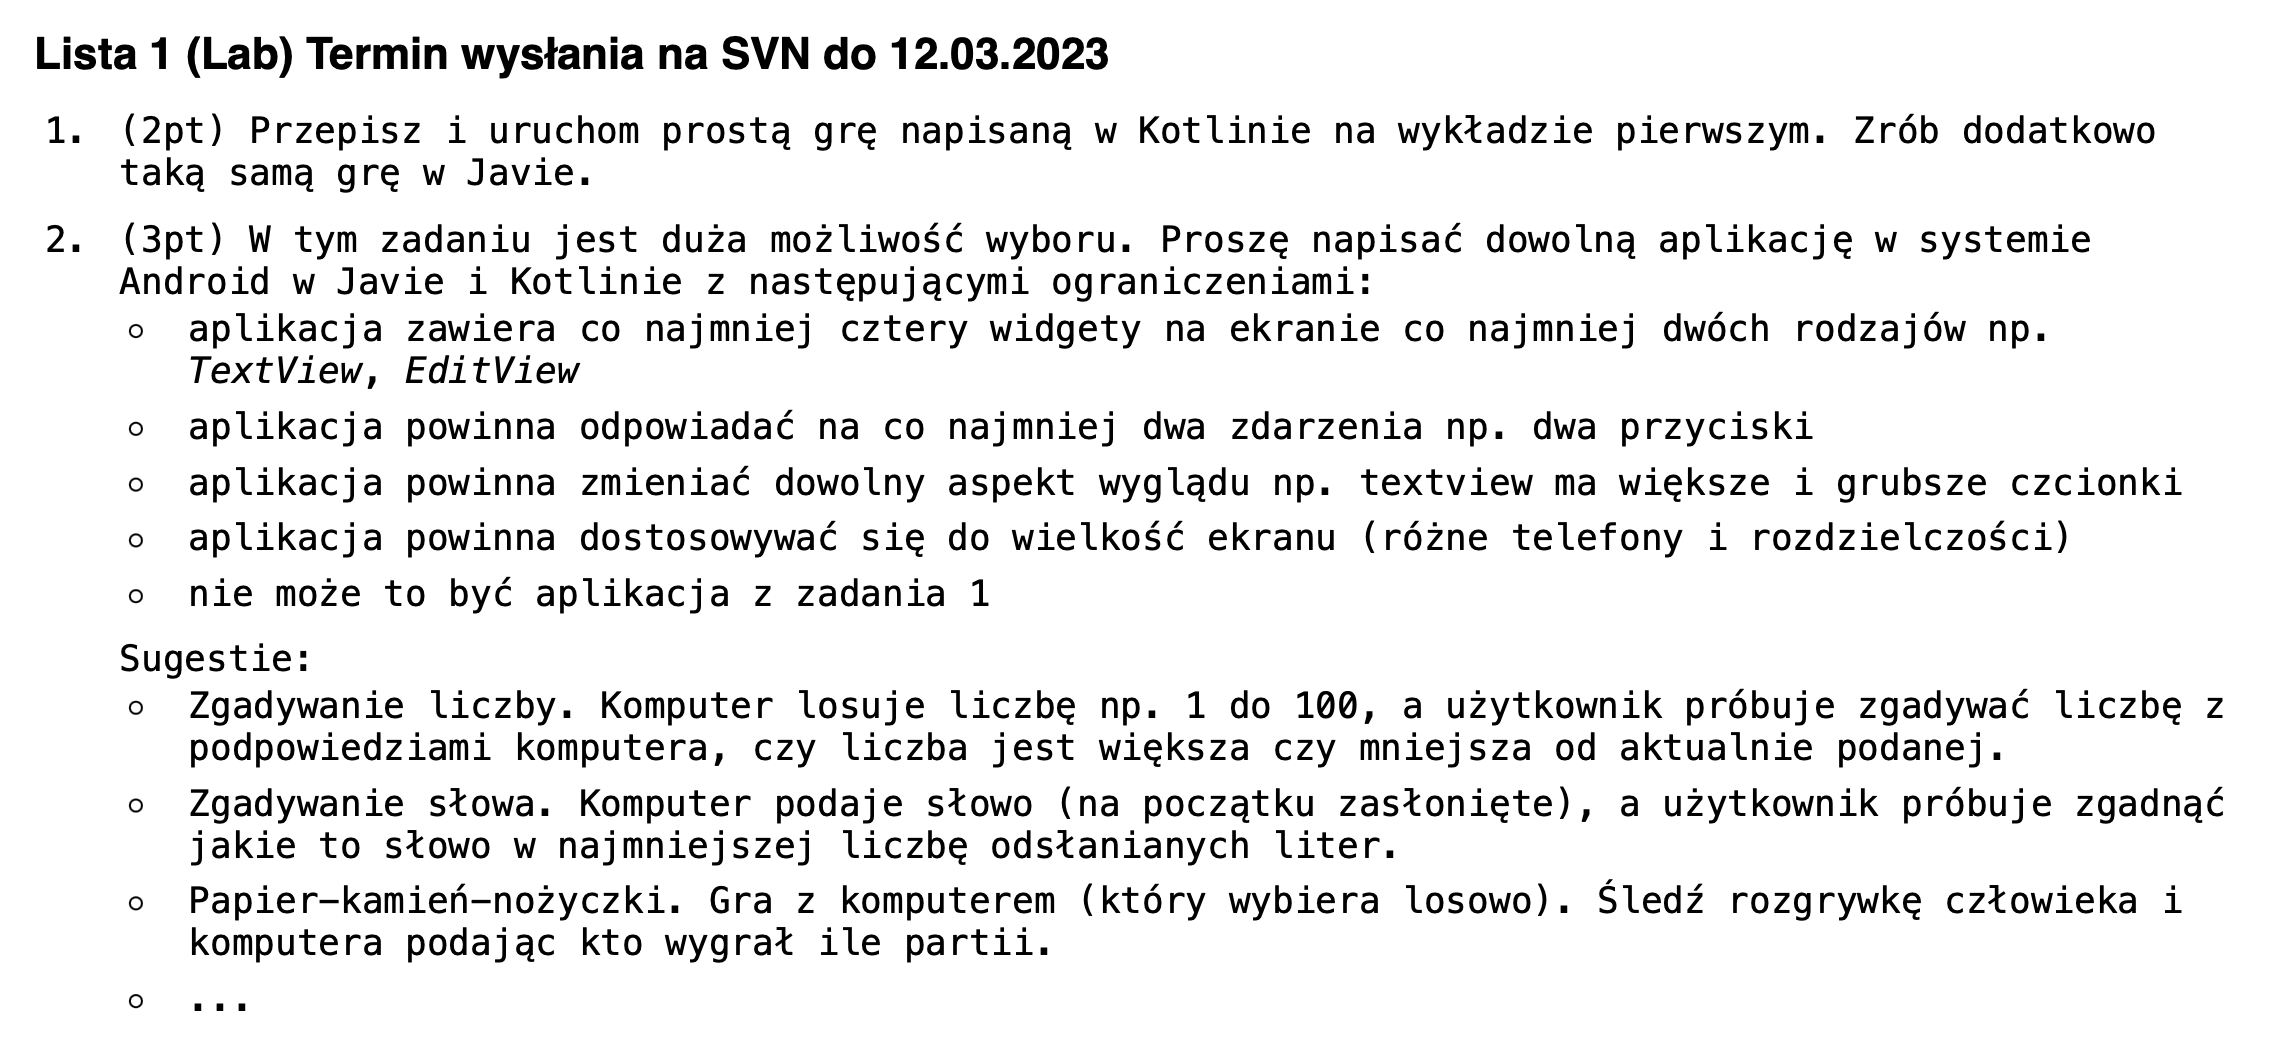 Lista 1 (Lab) Termin wysłania na SVN do 12.03.2023
1. (2pt) Przepisz i uruchom prostą grę napisaną w Kotlinie na wykładzie pierwszym. Zrób dodatkowo
taką samą grę w Javie.
2. (3pt) W tym zadaniu jest duża możliwość wyboru. Proszę napisać dowolną aplikację w systemie
Android w Javie i Kotlinie z następującymi ograniczeniami:
○ aplikacja zawiera co najmniej cztery widgety na ekranie co najmniej dwóch rodzajów np.
TextView, EditView
○ aplikacja powinna odpowiadać na co najmniej dwa zdarzenia np. dwa przyciski
○ aplikacja powinna zmieniać dowolny aspekt wyglądu np. textview ma większe i grubsze czcionki
○ aplikacja powinna dostosowywać się do wielkość ekranu (różne telefony i rozdzielczości)
○ nie może to być aplikacja z zadania 1
Sugestie:
○ Zgadywanie liczby. Komputer losuje liczbę np. 1 do 100, a użytkownik próbuje zgadywać liczbę z
podpowiedziami komputera, czy liczba jest większa czy mniejsza od aktualnie podanej.
○ Zgadywanie słowa. Komputer podaje słowo (na początku zasłonięte), a użytkownik próbuje zgadnąć
jakie to słowo w najmniejszej liczbę odsłanianych liter.
○ Papier–kamień–nożyczki. Gra z komputerem (który wybiera losowo). Śledź rozgrywkę człowieka i
komputera podając kto wygrał ile partii.
○ ...